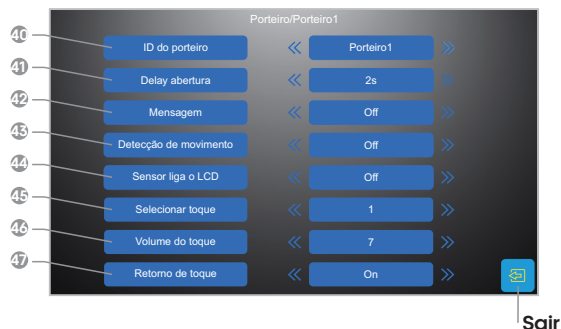 Porteiro/Porteiro1
40 ID do porteiro Porteiro1
41 Delay abertura 2s
42 Mensagem Off
43 Detecção de movimento Off
44 Sensor liga o LCD Off
45 Selecionar toque 1
46 Volume do toque 7
47 Retorno de toque On
Sair